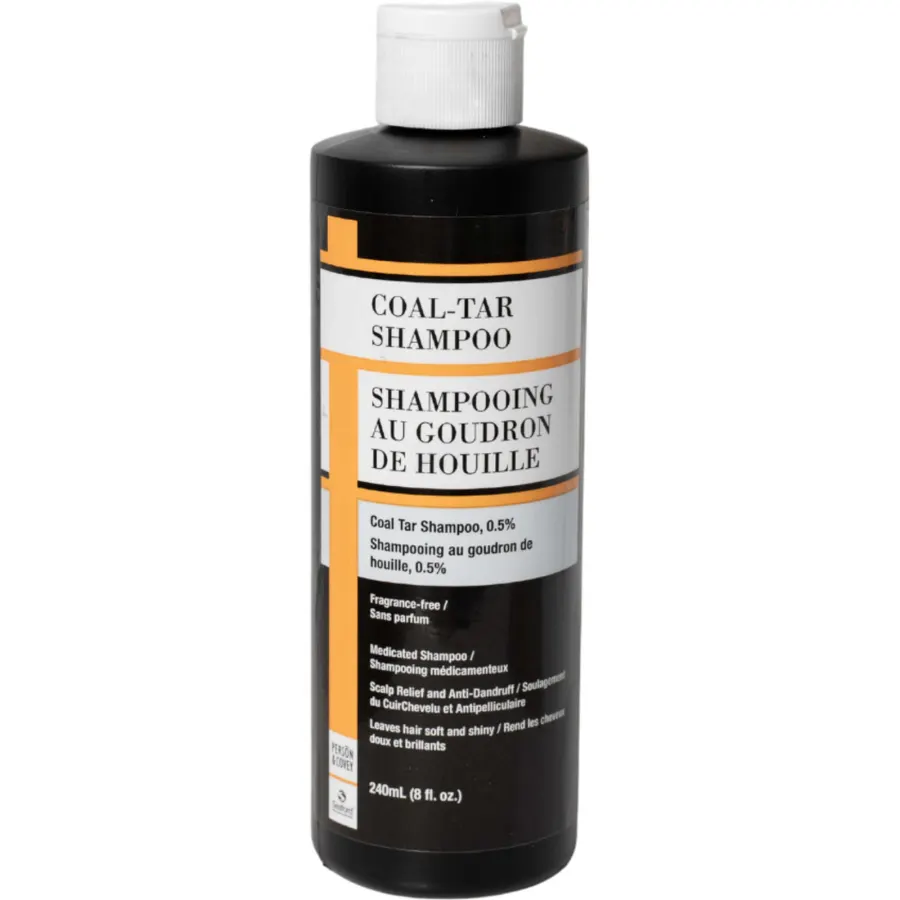 COAL-TAR
SHAMPOO
SHAMPOOING
AU GOUDRON
DE HOUILLE
Coal Tar Shampoo, 0.5%
Shampooing au goudron de
houille, 0.5%
Fragrance-free /
Sans parfum
Medicated Shampoo /
Shampooing médicamenteux
Scalp Relief and Anti-Dandruff / Soulagement
du CuirChevelu et Antipelliculaire
Leaves hair soft and shiny / Rend les cheveux
doux et brillants
PERSÖN
& COVEY
240mL (8 fl. oz.)